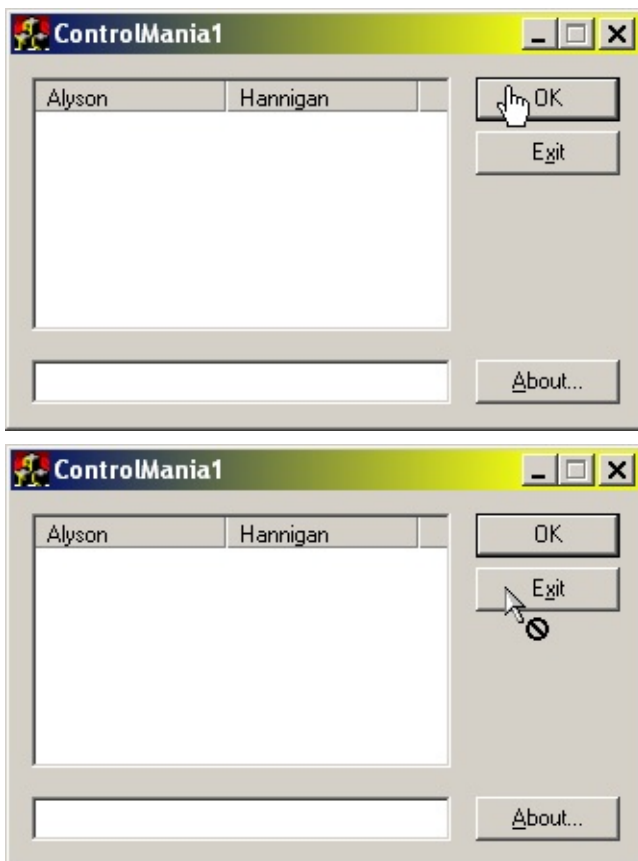 ControlMania1
Alyson Hannigan OK
Exit
About...
ControlMania1
Alyson Hannigan OK
Exit
About...